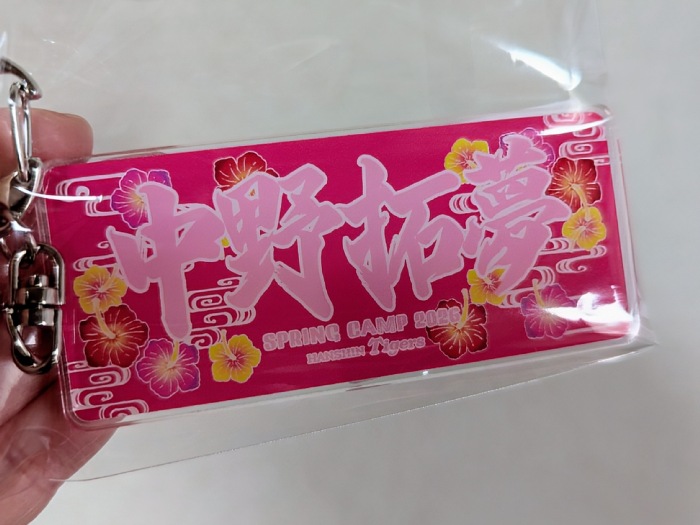 中野拓夢
SPRING CAMP 2026
HANSHIN Tigers